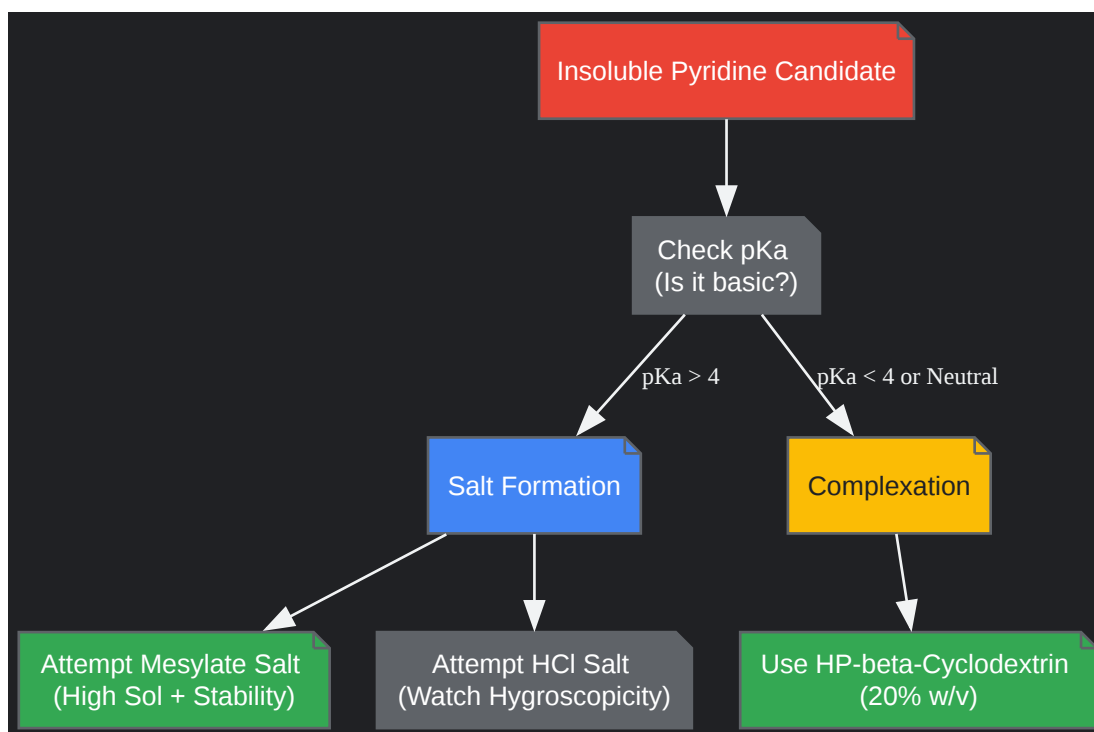 Insoluble Pyridine Candidate
Check pKa
(Is it basic?)
pKa > 4
pKa < 4 or Neutral
Salt Formation
Complexation
Attempt Mesylate Salt
(High Sol + Stability)
Attempt HCl Salt
(Watch Hygroscopicity)
Use HP-beta-Cyclodextrin
(20% w/v)